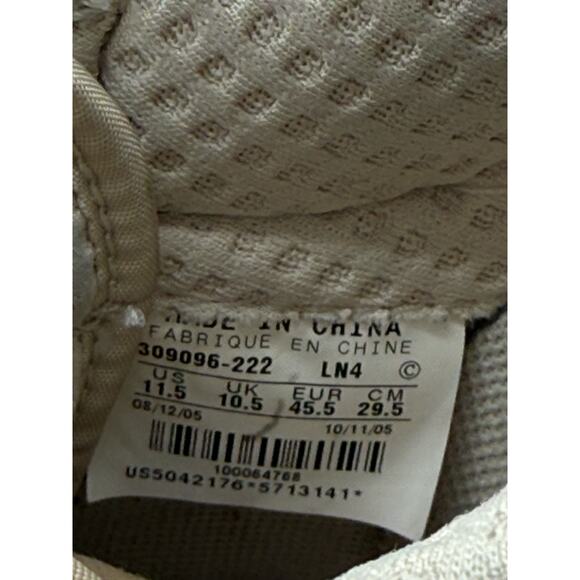 MADE IN CHINA
FABRIQUE EN CHINE
309096-222 LN4 ©
US UK EUR CM
11.5 10.5 45.5 29.5
08/12/05 10/11/05
100064768
US5042176*5713141*